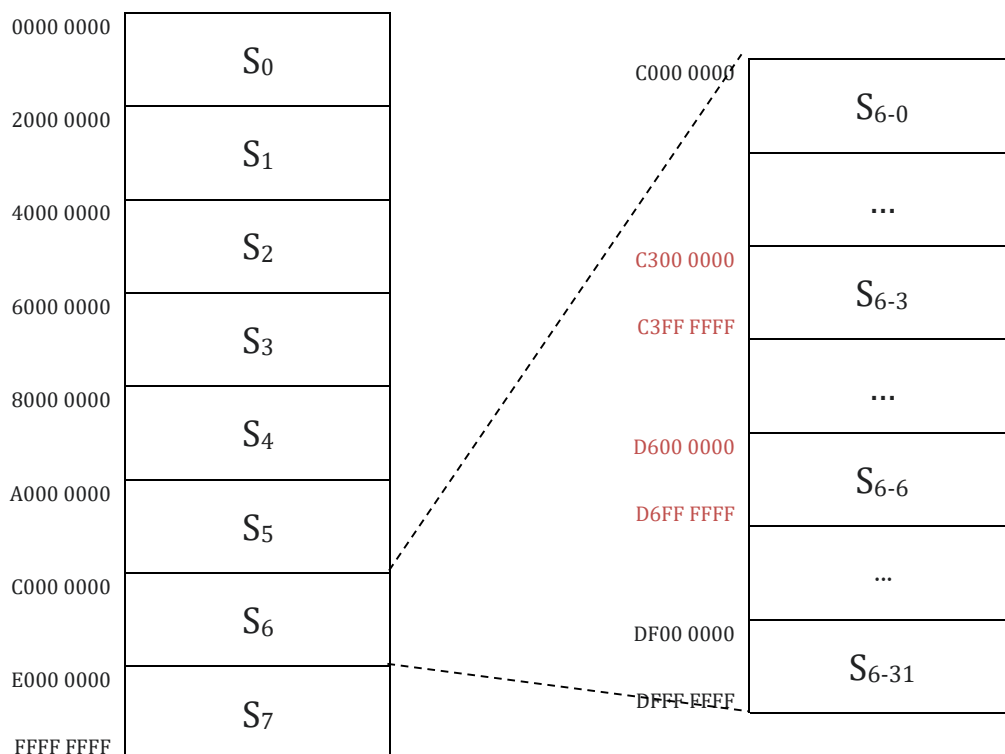 0000 0000
S₀
2000 0000
S₁
4000 0000
S₂
6000 0000
S₃
8000 0000
S₄
A000 0000
S₅
C000 0000
S₆
E000 0000
S₇
FFFF FFFF
C000 0000
S₆₋₀
...
C300 0000
S₆₋₃
C3FF FFFF
...
D600 0000
S₆₋₆
D6FF FFFF
...
DF00 0000
S₆₋₃₁
DFFF FFFF